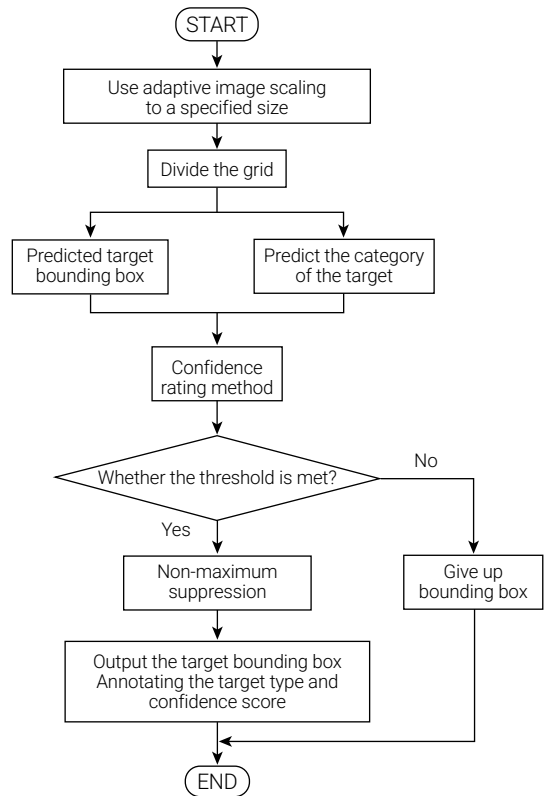 START
Use adaptive image scaling
to a specified size
Divide the grid
Predicted target
bounding box
Predict the category
of the target
Confidence
rating method
Whether the threshold is met?
No
Yes
Non-maximum
suppression
Give up
bounding box
Output the target bounding box
Annotating the target type and
confidence score
END